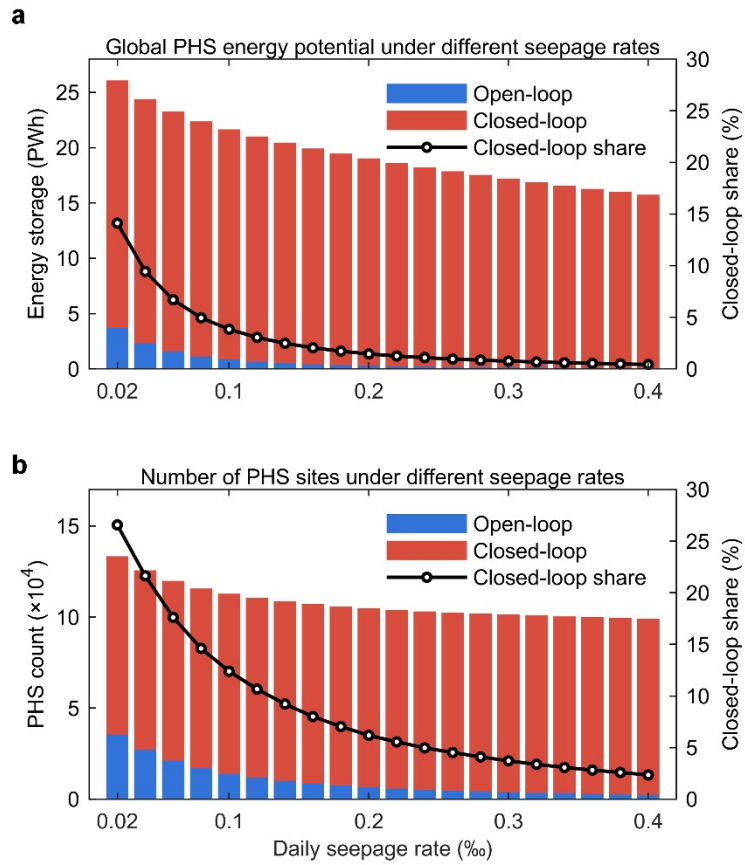 a
Global PHS energy potential under different seepage rates
Energy storage (PWh)
25
20
15
10
5
0
Open-loop
Closed-loop
Closed-loop share
30
25
20
15
10
5
0
Closed-loop share (%)
0.02 0.1 0.2 0.3 0.4
b
Number of PHS sites under different seepage rates
PHS count (×10⁴)
15
10
5
0
Open-loop
Closed-loop
Closed-loop share
30
25
20
15
10
5
0
Closed-loop share (%)
0.02 0.1 0.2 0.3 0.4
Daily seepage rate (‰)